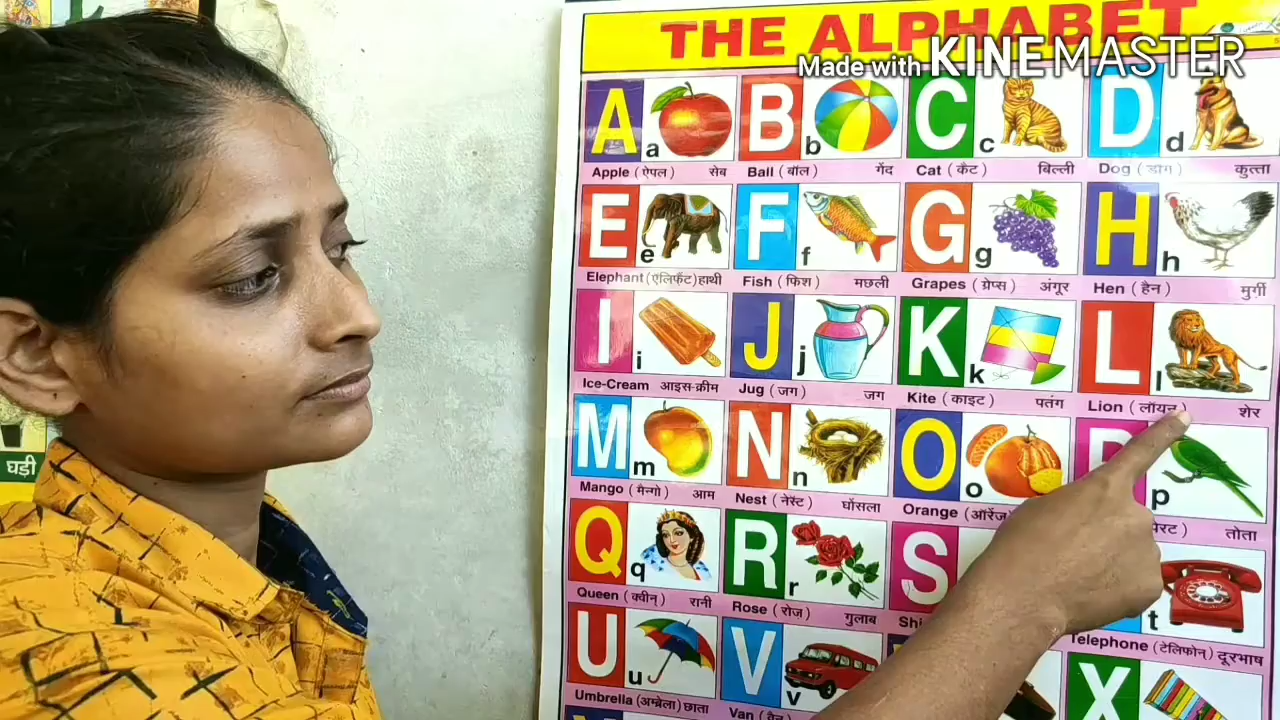 THE ALPHABET
Made with KINEMASTER
A a B b C c D d
Apple (ऐपल) सेब Ball (बॉल) गेंद Cat (कैट) बिल्ली Dog (डॉग) कुत्ता
E e F f G g H h
Elephant (एलिफैंट) हाथी Fish (फिश) मछली Grapes (ग्रेप्स) अंगूर Hen (हेन) मुर्गी
I i J j K k L l
Ice-Cream आइस-क्रीम Jug (जग) जग Kite (काइट) पतंग Lion (लॉयन) शेर
M m N n O o P p
Mango (मैन्गो) आम Nest (नेस्ट) घोंसला Orange (ऑरेंज तोता
घड़ी
Q q R r S t
Queen (क्वीन्) रानी Rose (रोज़) गुलाब Telephone (टेलिफोन्) दूरभाष
U u V v X
Umbrella (अम्ब्रेला) छाता Van (वैन)